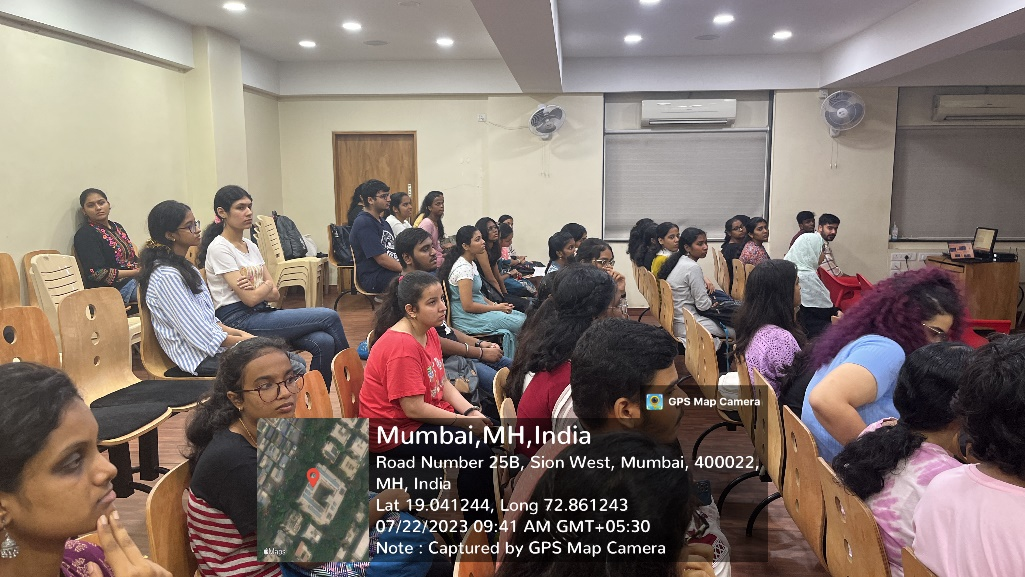 GPS Map Camera
Mumbai,MH,India
Road Number 25B, Sion West, Mumbai, 400022,
MH, India
Lat 19.041244, Long 72.861243
07/22/2023 09:41 AM GMT+05:30
Note : Captured by GPS Map Camera
Maps